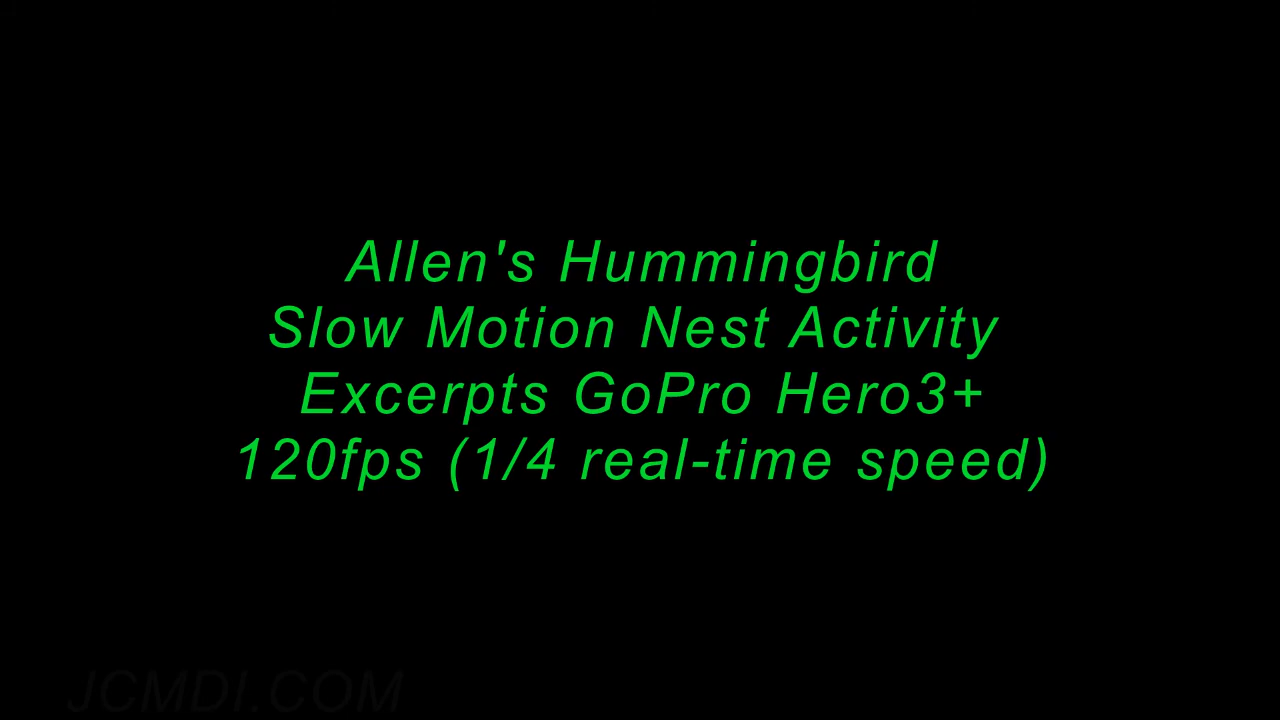 Allen's Hummingbird
Slow Motion Nest Activity
Excerpts GoPro Hero3+
120fps (1/4 real-time speed)
JCMDI.COM